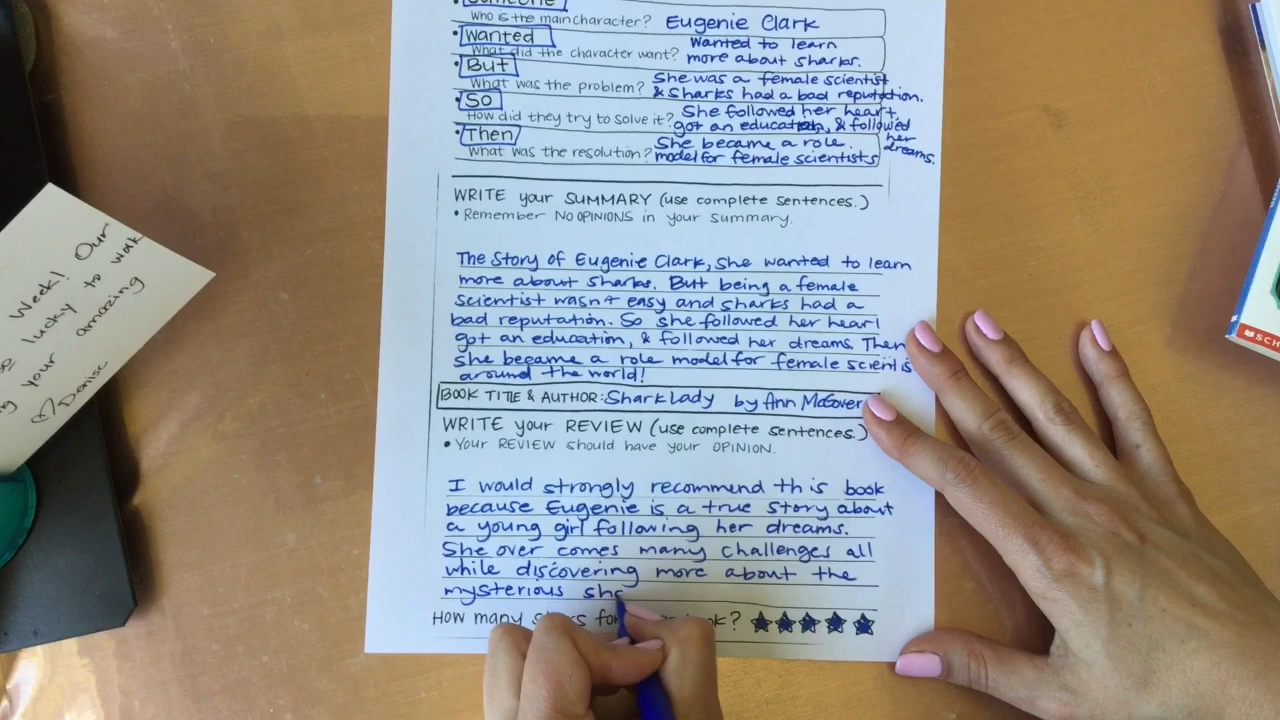 Someone
Who is the main character? Eugenie Clark
Wanted
What did the character want? Wanted to learn
more about sharks.
But
What was the problem? She was a female scientist
& Sharks had a bad reputation.
So
How did they try to solve it? She followed her heart
got an education, & followed
her
dreams.
Then
What was the resolution? She became a role.
model for female scientists
WRITE your SUMMARY (use complete sentences.)
• Remember NO OPINIONS in your summary.
The Story of Eugenie Clark, She wanted to learn
more about Sharks. But being a female
scientist wasn't easy and sharks had a
bad reputation. So she followed her heart
got an education, & followed her dreams. Then
she became a role model for female scientis
around the world!
BOOK TITLE & AUTHOR: Shark Lady by Ann McGover
WRITE your REVIEW (use complete sentences.)
• Your REVIEW should have your OPINION.
I would strongly recommend this book
because Eugenie is a true story about
a young girl following her dreams.
She over comes many challenges all
while discovering more about the
mysterious sha
How many book?
Week! Our
so lucky to walk
your amazing
Denise
SCH